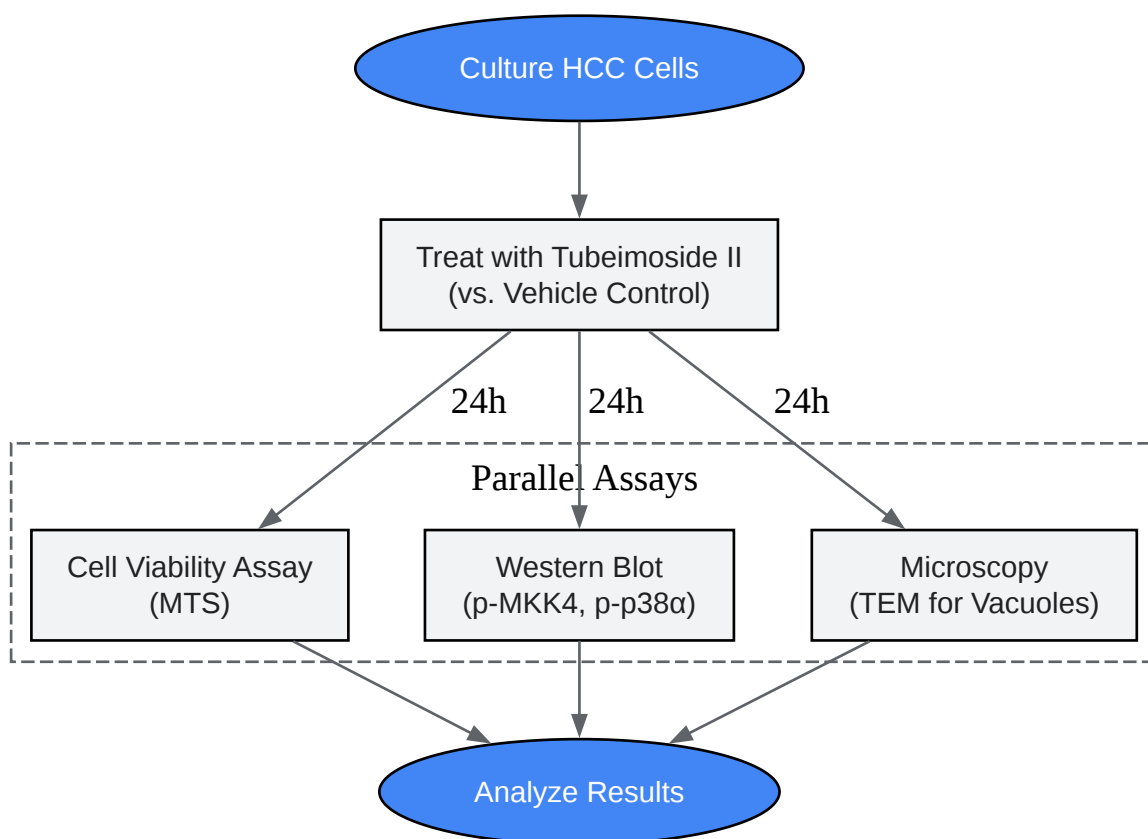 Culture HCC Cells
Treat with Tubeimoside II
(vs. Vehicle Control)
24h
24h
24h
Parallel Assays
Cell Viability Assay
(MTS)
Western Blot
(p-MKK4, p-p38α)
Microscopy
(TEM for Vacuoles)
Analyze Results